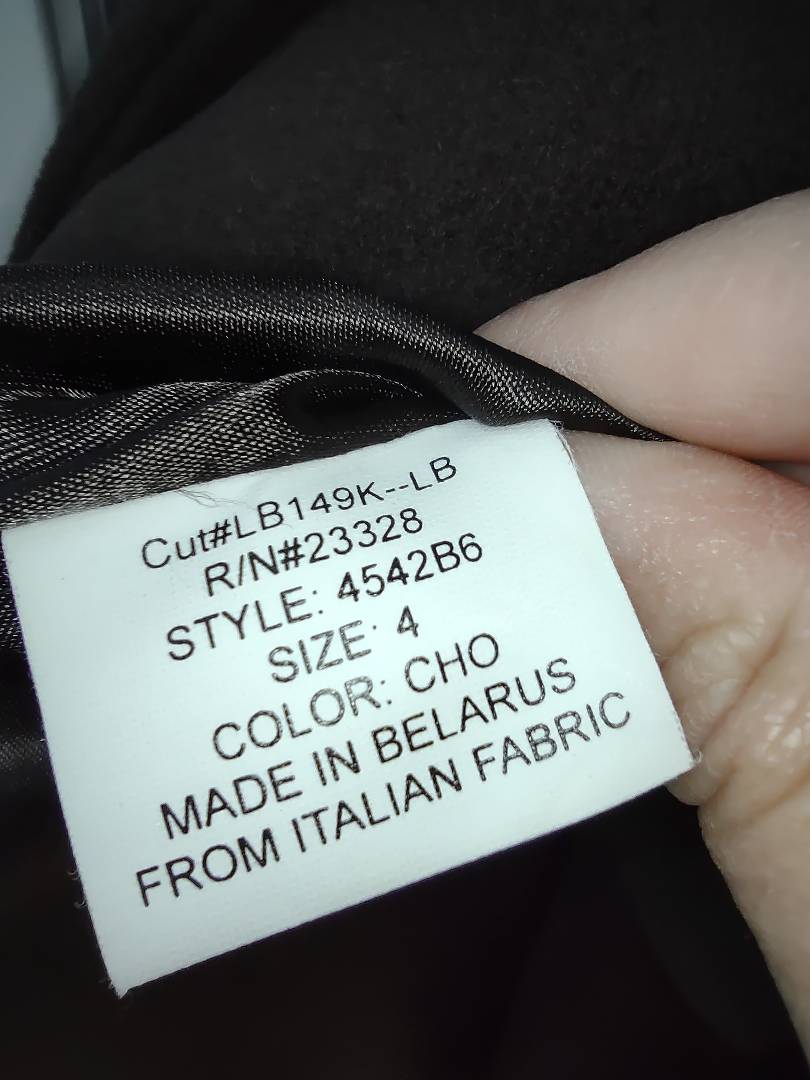 Cut#LB149K--LB
R/N#23328
STYLE: 4542B6
SIZE: 4
COLOR: CHO
MADE IN BELARUS
FROM ITALIAN FABRIC